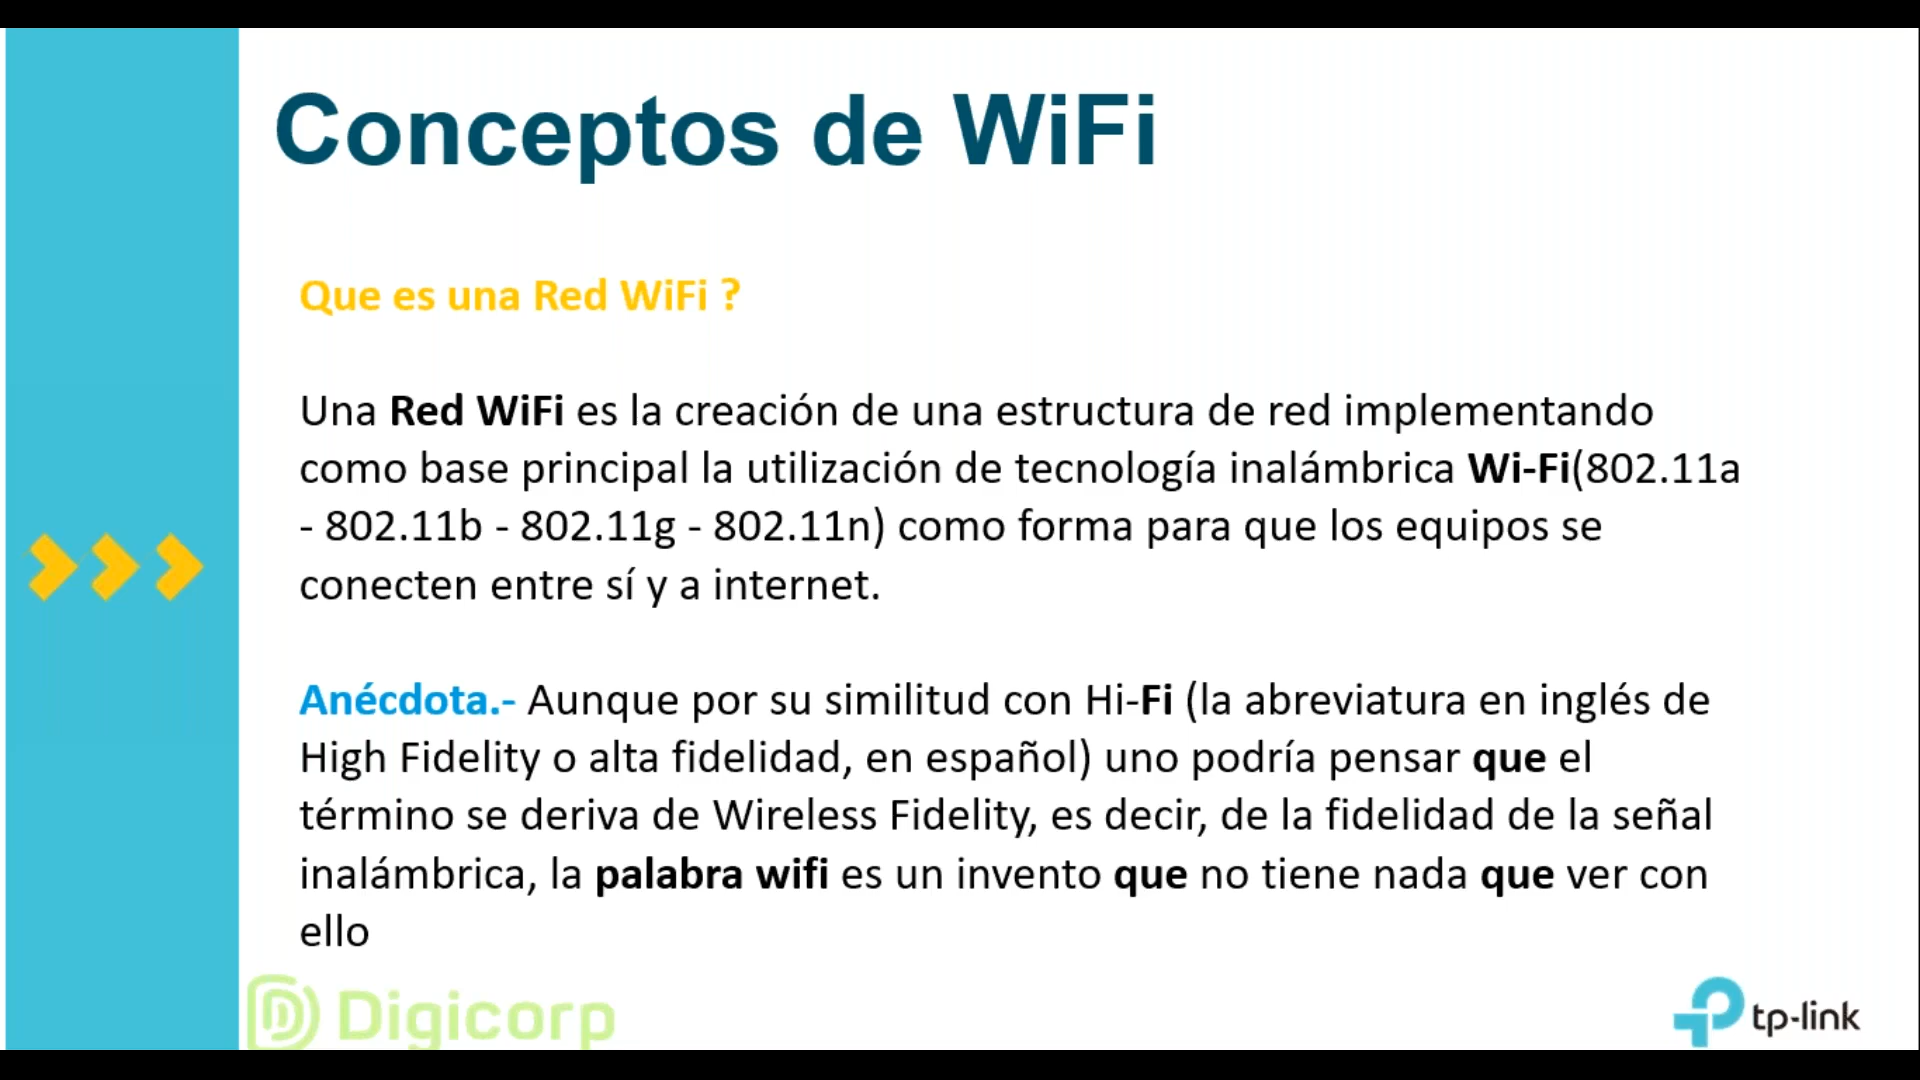 Conceptos de WiFi
Que es una Red WiFi ?
Una Red WiFi es la creación de una estructura de red implementando
como base principal la utilización de tecnología inalámbrica Wi-Fi(802.11a
- 802.11b - 802.11g - 802.11n) como forma para que los equipos se
conecten entre sí y a internet.
Anécdota.- Aunque por su similitud con Hi-Fi (la abreviatura en inglés de
High Fidelity o alta fidelidad, en español) uno podría pensar que el
término se deriva de Wireless Fidelity, es decir, de la fidelidad de la señal
inalámbrica, la palabra wifi es un invento que no tiene nada que ver con
ello
Digicorp
tp-link